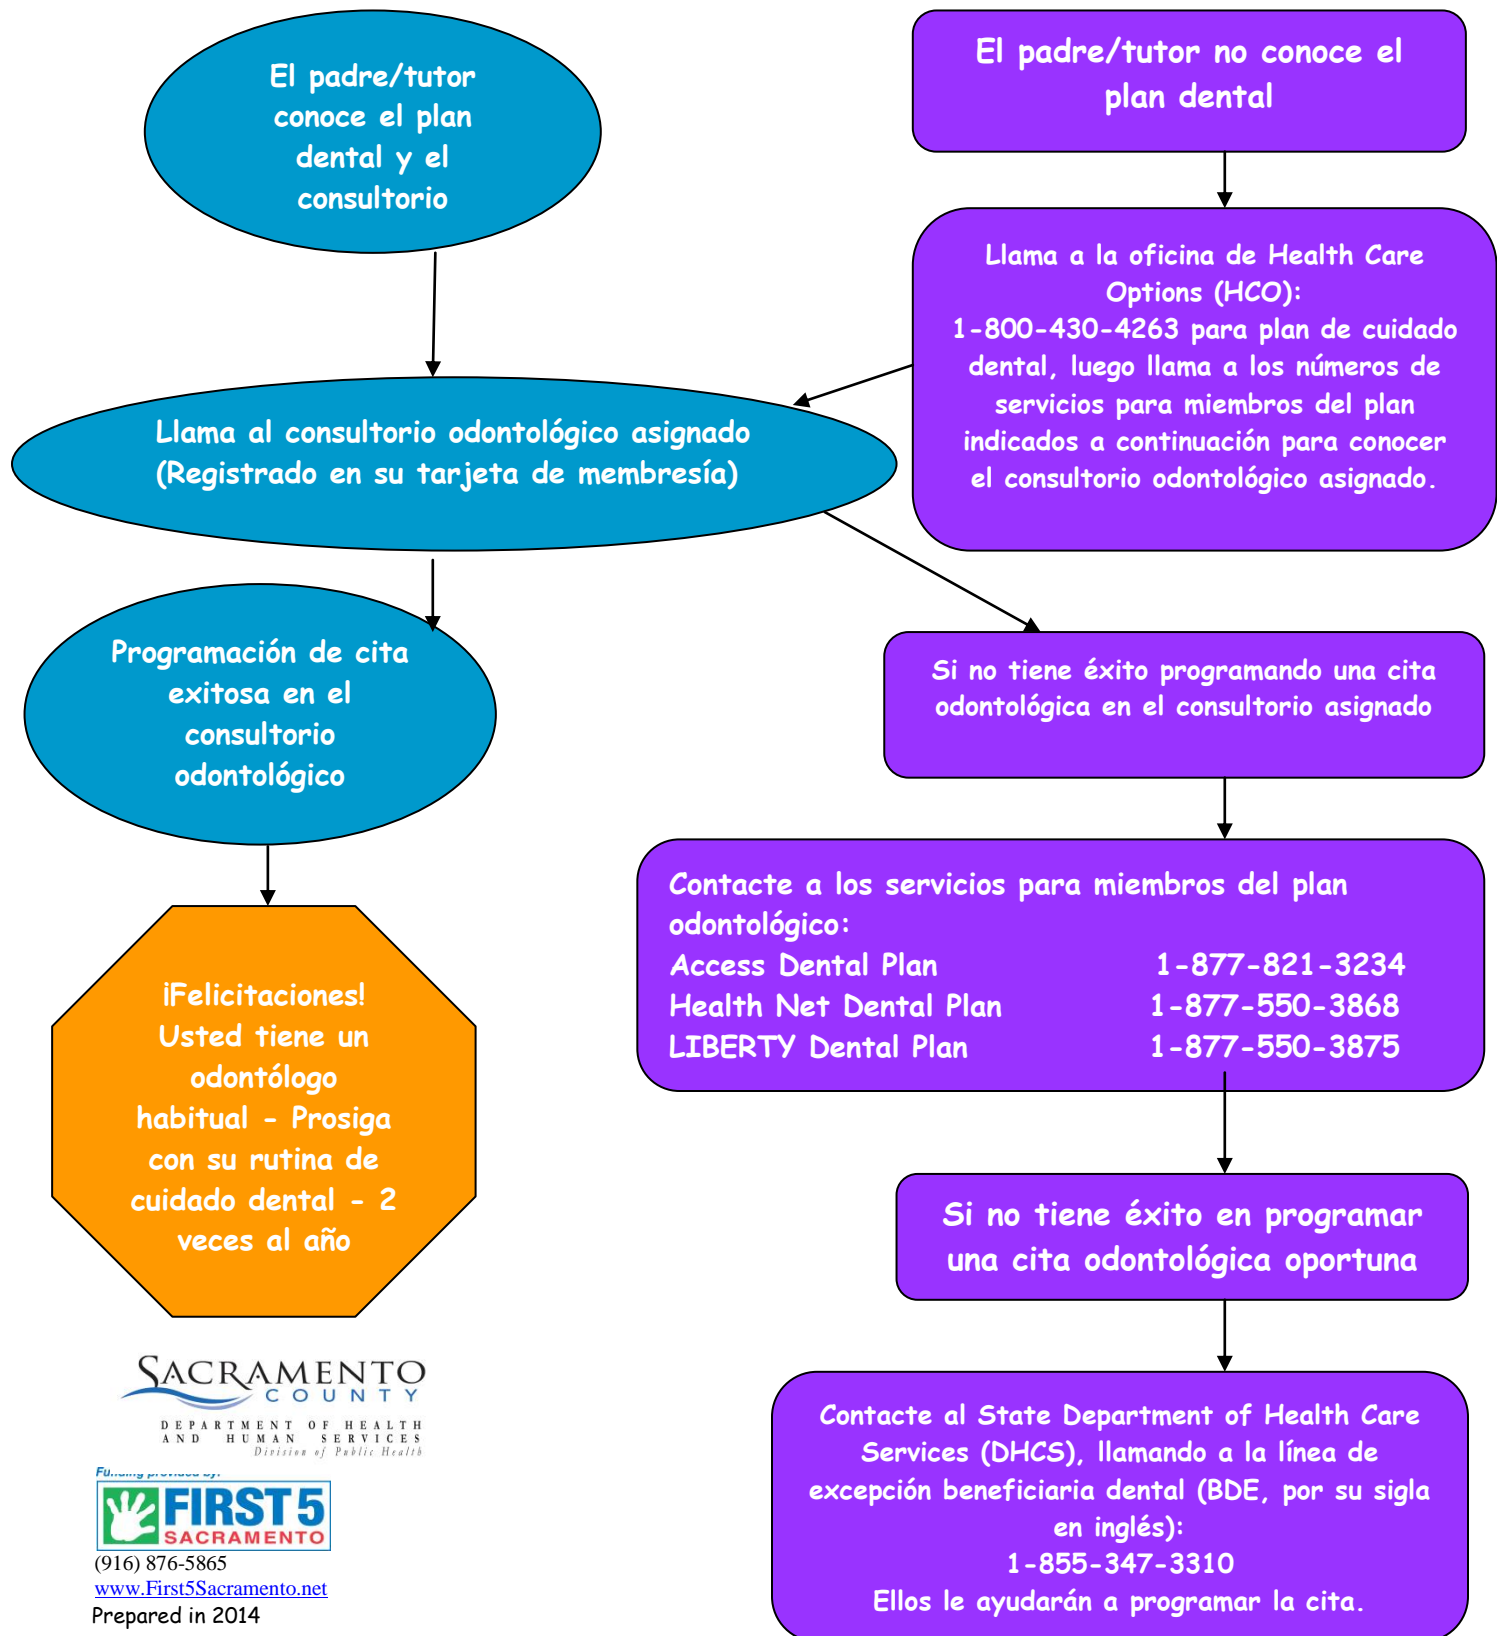 El padre/tutor
conoce el plan
dental y el
consultorio
El padre/tutor no conoce el
plan dental
Llama a la oficina de Health Care
Options (HCO):
1-800-430-4263 para plan de cuidado
dental, luego llama a los números de
servicios para miembros del plan
indicados a continuación para conocer
el consultorio odontológico asignado.
Llama al consultorio odontológico asignado
(Registrado en su tarjeta de membresía)
Programación de cita
exitosa en el
consultorio
odontológico
Si no tiene éxito programando una cita
odontológica en el consultorio asignado
Contacte a los servicios para miembros del plan
odontológico:
Access Dental Plan 1-877-821-3234
Health Net Dental Plan 1-877-550-3868
LIBERTY Dental Plan 1-877-550-3875
¡Felicitaciones!
Usted tiene un
odontólogo
habitual - Prosiga
con su rutina de
cuidado dental - 2
veces al año
Si no tiene éxito en programar
una cita odontológica oportuna
Contacte al State Department of Health Care
Services (DHCS), llamando a la línea de
excepción beneficiaria dental (BDE, por su sigla
en inglés):
1-855-347-3310
Ellos le ayudarán a programar la cita.
SACRAMENTO
COUNTY
DEPARTMENT OF HEALTH
AND HUMAN SERVICES
Division of Public Health
Funding provided by:
FIRST 5
SACRAMENTO
(916) 876-5865
www.First5Sacramento.net
Prepared in 2014